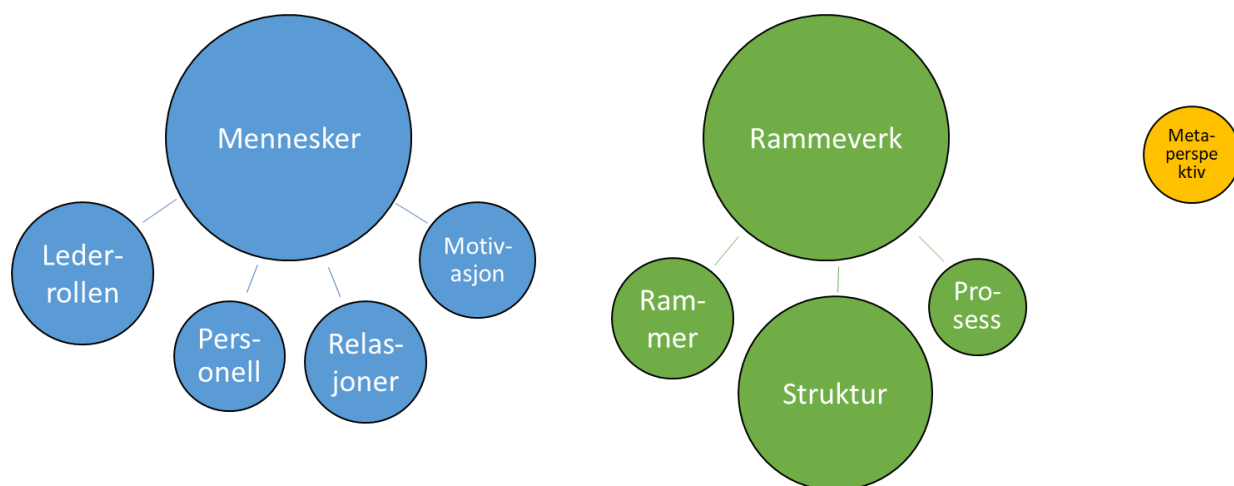 Mennesker
Leder-
rollen
Pers-
onell
Relas-
joner
Motiv-
asjon
Rammeverk
Ram-
mer
Struktur
Pro-
sess
Meta-
perspe
ktiv